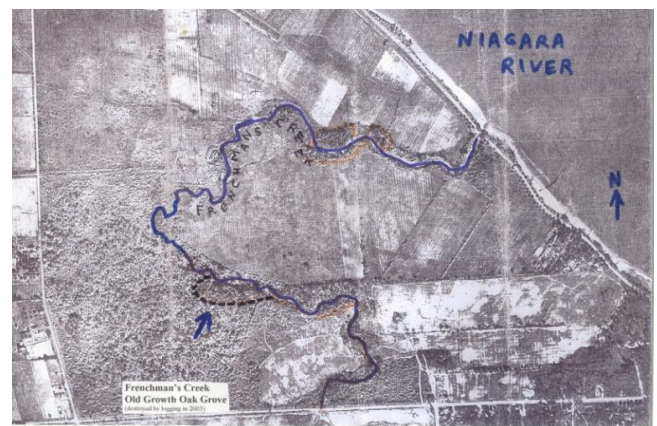 NIAGARA
RIVER
N
FRENCHMANS CREEK
Frenchman's Creek
Old Growth Oak Grove
(destroyed by logging in 2003)